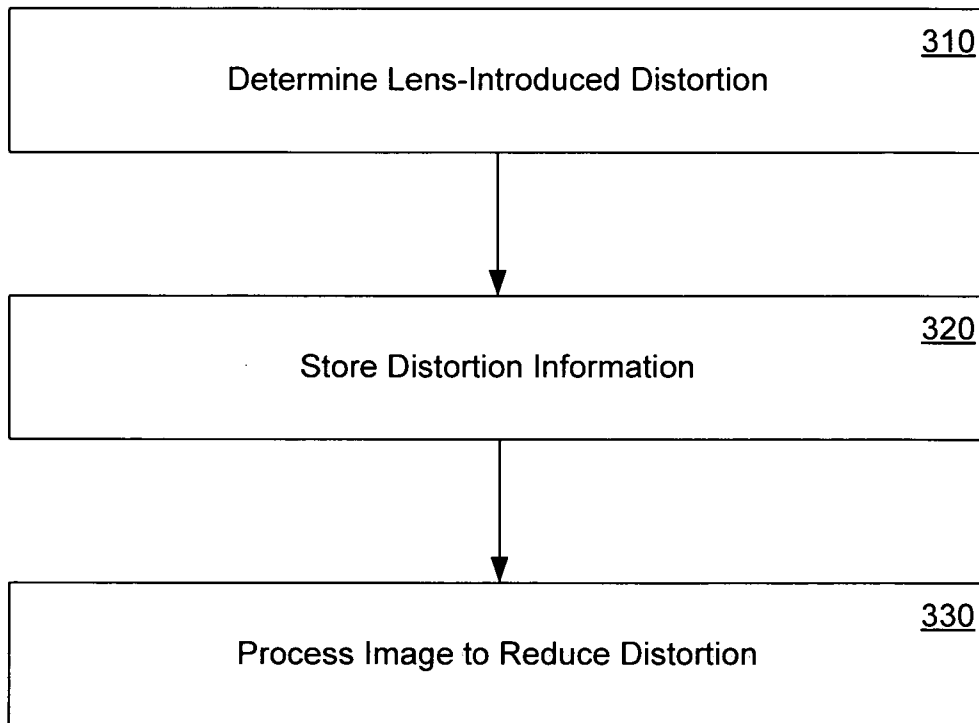 310
Determine Lens-Introduced Distortion
320
Store Distortion Information
330
Process Image to Reduce Distortion